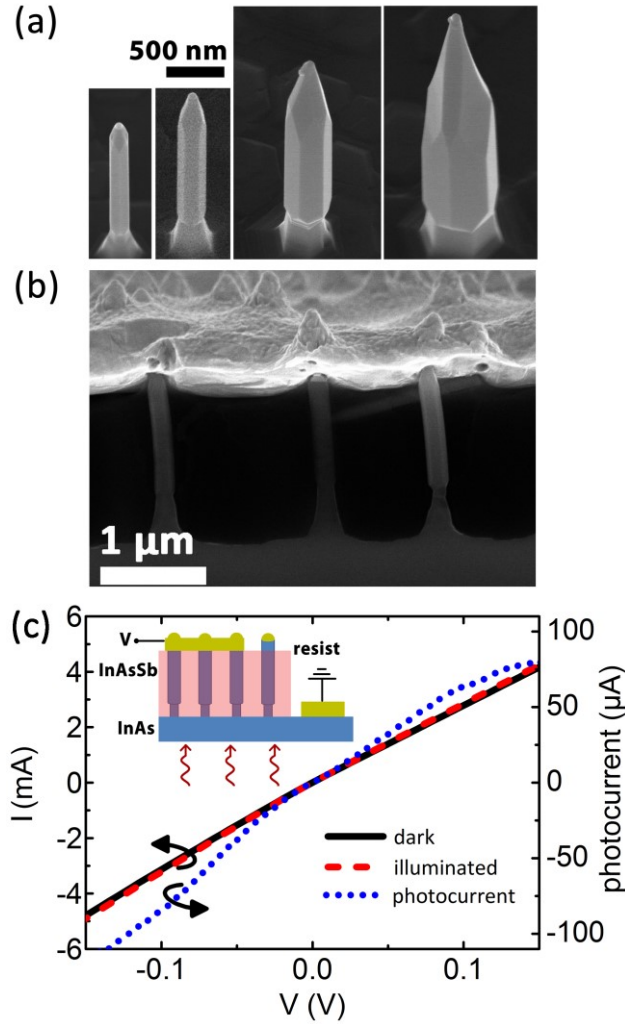 (a)
500 nm
(b)
1 µm
(c)
6
4
2
0
-2
-4
-6
I (mA)
V
InAsSb
InAs
resist
dark
illuminated
photocurrent
100
50
0
-50
-100
photocurrent (µA)
-0.1
0.0
0.1
V (V)